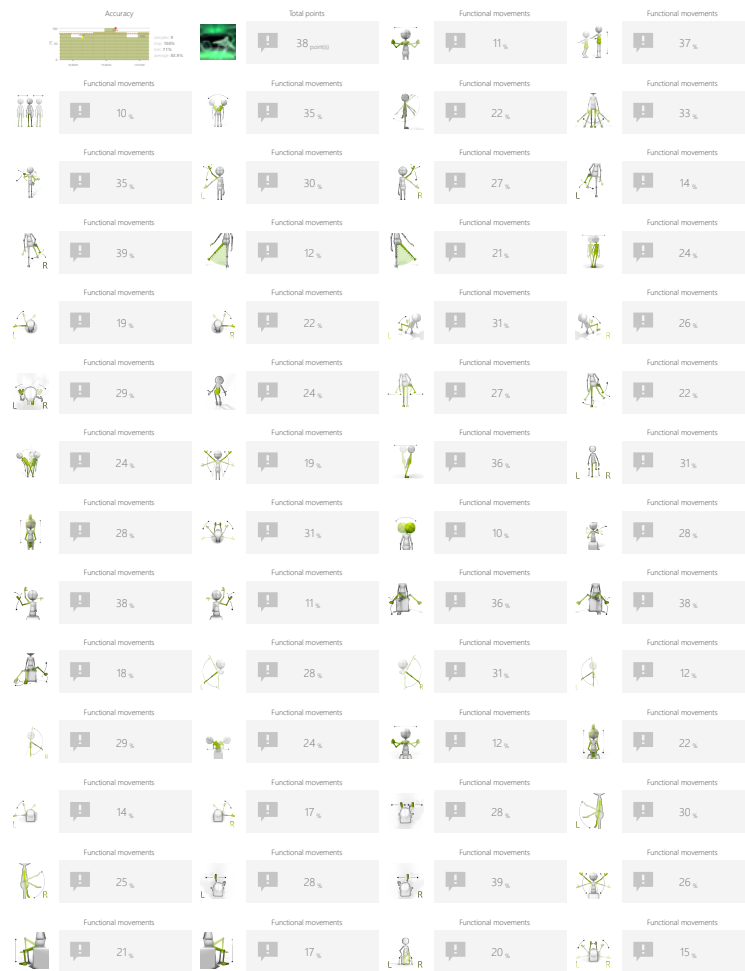 Accuracy Total points Functional movements Functional movements
38 point(s) 11 % 37 %
Functional movements Functional movements Functional movements Functional movements
10 % 35 % 22 % 33 %
Functional movements Functional movements Functional movements Functional movements
35 % L 30 % R 27 % L 14 %
Functional movements Functional movements Functional movements Functional movements
R 39 % 12 % 21 % 24 %
Functional movements Functional movements Functional movements Functional movements
L 19 % R 22 % L 31 % R 26 %
Functional movements Functional movements Functional movements Functional movements
L R 29 % 24 % 27 % 22 %
Functional movements Functional movements Functional movements Functional movements
24 % 19 % 36 % L R 31 %
Functional movements Functional movements Functional movements Functional movements
28 % 31 % 10 % 28 %
Functional movements Functional movements Functional movements Functional movements
38 % 11 % 36 % 38 %
Functional movements Functional movements Functional movements Functional movements
18 % L 28 % R 31 % L 12 %
Functional movements Functional movements Functional movements Functional movements
R 29 % 24 % 12 % 22 %
Functional movements Functional movements Functional movements Functional movements
L 14 % R 17 % 28 % L 30 %
Functional movements Functional movements Functional movements Functional movements
R 25 % L 28 % R 39 % 26 %
Functional movements Functional movements Functional movements Functional movements
21 % 17 % L R 20 % L R 15 %